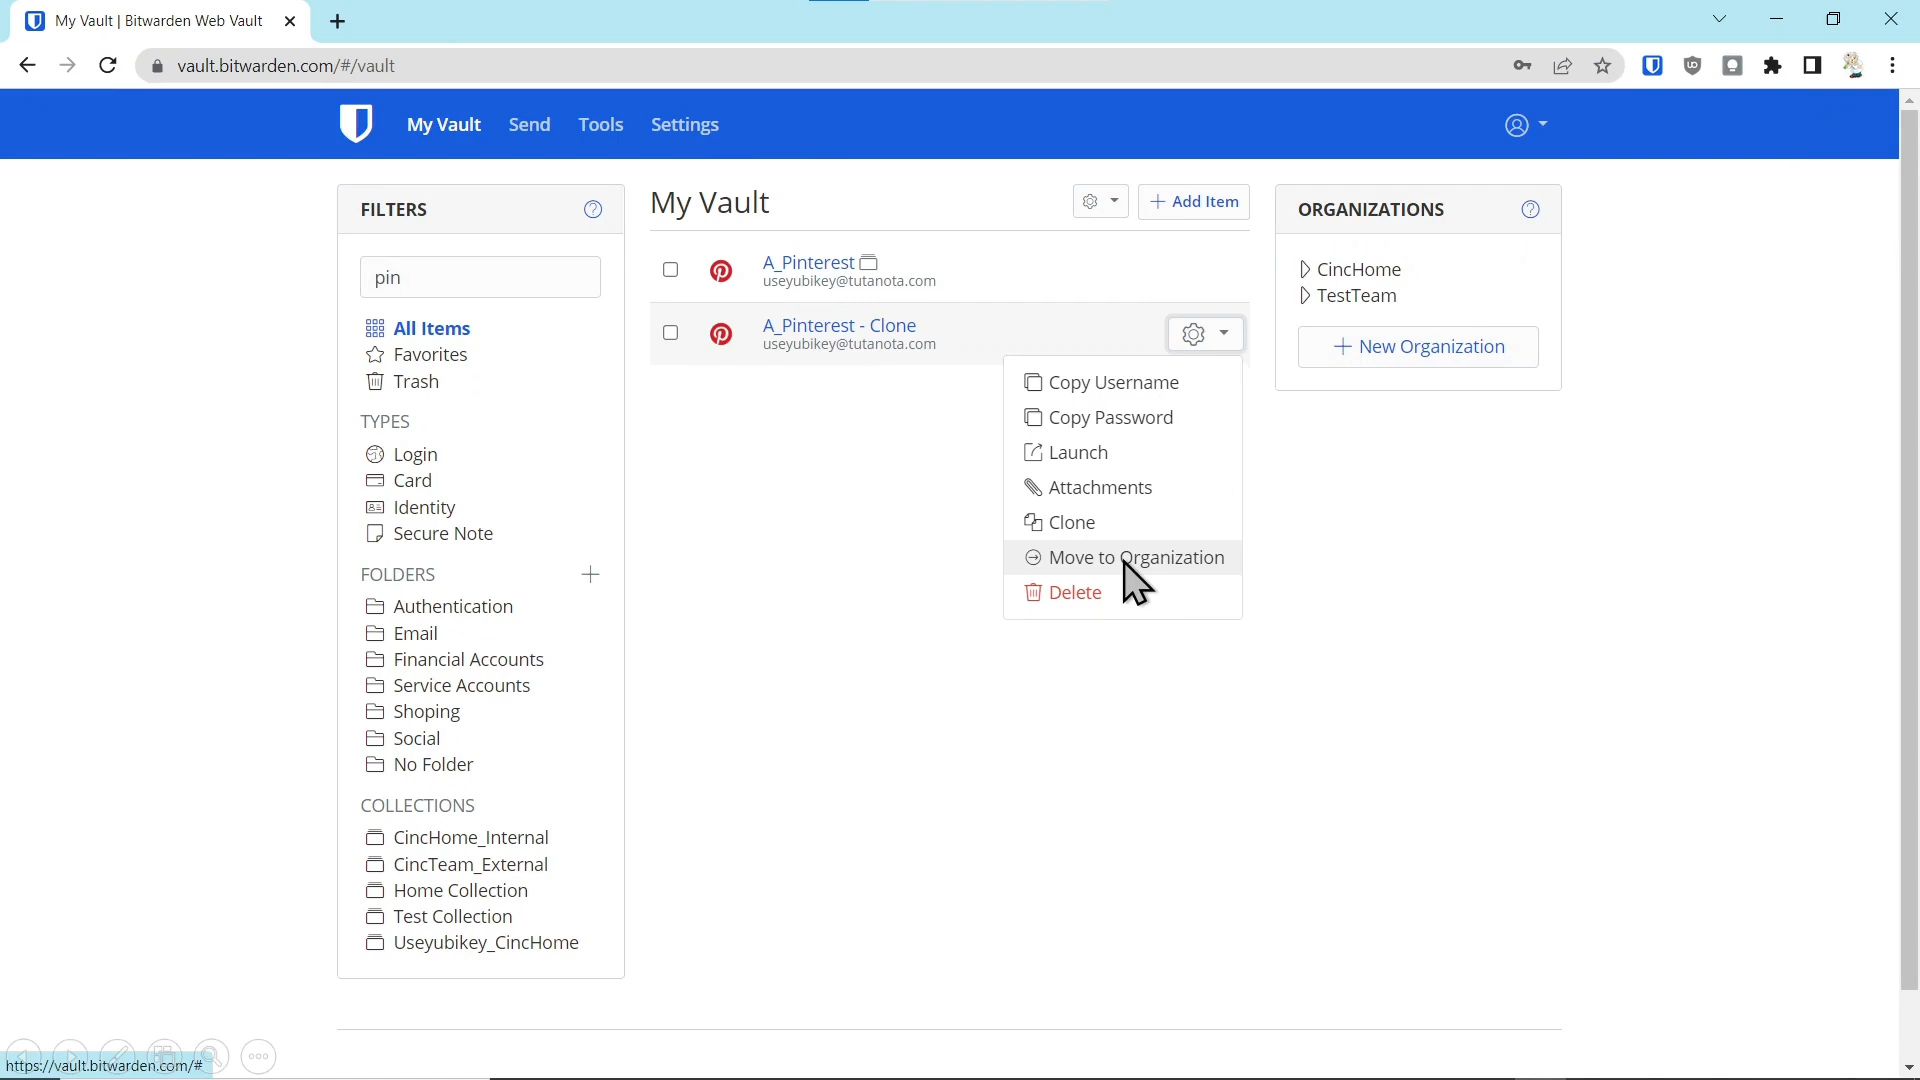 My Vault | Bitwarden Web Vault
vault.bitwarden.com/#/vault
My Vault
Send
Tools
Settings
FILTERS
pin
All Items
Favorites
Trash
TYPES
Login
Card
Identity
Secure Note
FOLDERS
Authentication
Email
Financial Accounts
Service Accounts
Shoping
Social
No Folder
COLLECTIONS
CincHome_Internal
CincTeam_External
Home Collection
Test Collection
Useyubikey_CincHome
My Vault
Add Item
A_Pinterest
useyubikey@tutanota.com
A_Pinterest - Clone
useyubikey@tutanota.com
Copy Username
Copy Password
Launch
Attachments
Clone
Move to Organization
Delete
ORGANIZATIONS
CincHome
TestTeam
New Organization
https://vault.bitwarden.com/#